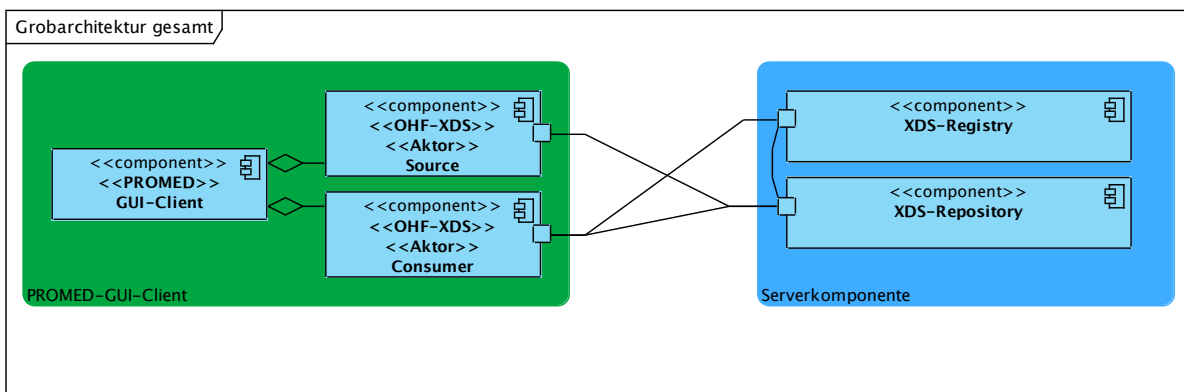 Grobarchitektur gesamt
<<component>>
<<PROMED>>
GUI-Client
<<component>>
<<OHF-XDS>>
<<Aktor>>
Source
<<component>>
<<OHF-XDS>>
<<Aktor>>
Consumer
PROMED-GUI-Client
<<component>>
XDS-Registry
<<component>>
XDS-Repository
Serverkomponente